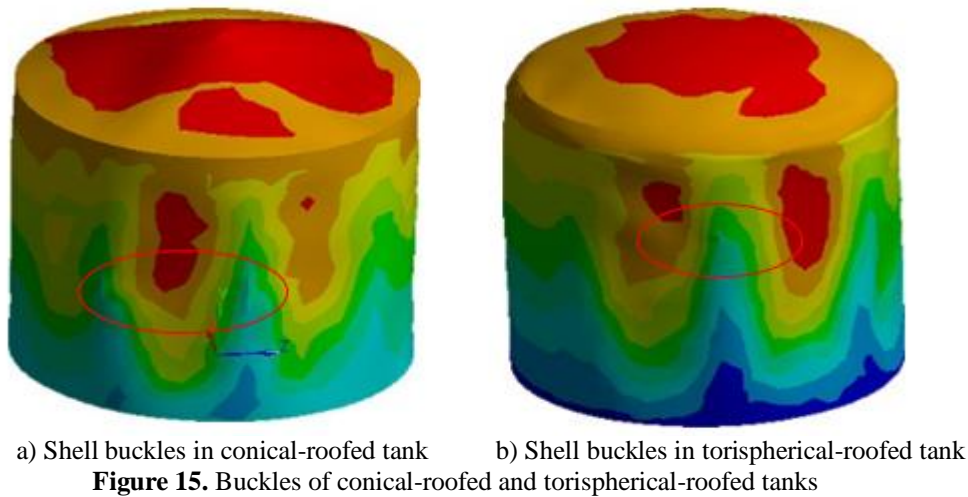 a) Shell buckles in conical-roofed tank
b) Shell buckles in torispherical-roofed tank
Figure 15. Buckles of conical-roofed and torispherical-roofed tanks